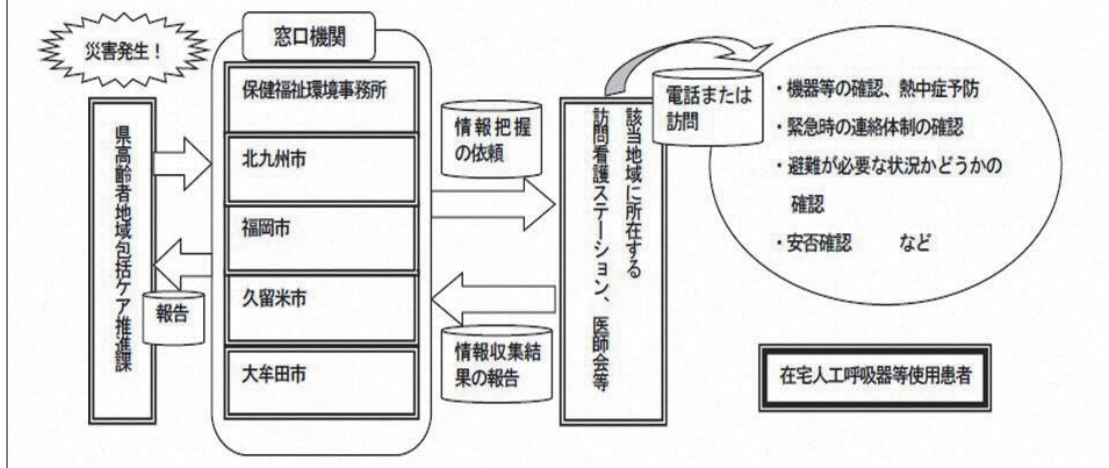 災害発生！
窓口機関
県高齢者地域包括ケア推進課
保健福祉環境事務所
北九州市
福岡市
久留米市
大牟田市
報告
情報把握
の依頼
情報収集結
果の報告
該当地域に所在する
訪問看護ステーション、医師会等
電話または
訪問
・機器等の確認、熱中症予防
・緊急時の連絡体制の確認
・避難が必要な状況かどうかの
確認
・安否確認　　など
在宅人工呼吸器等使用患者